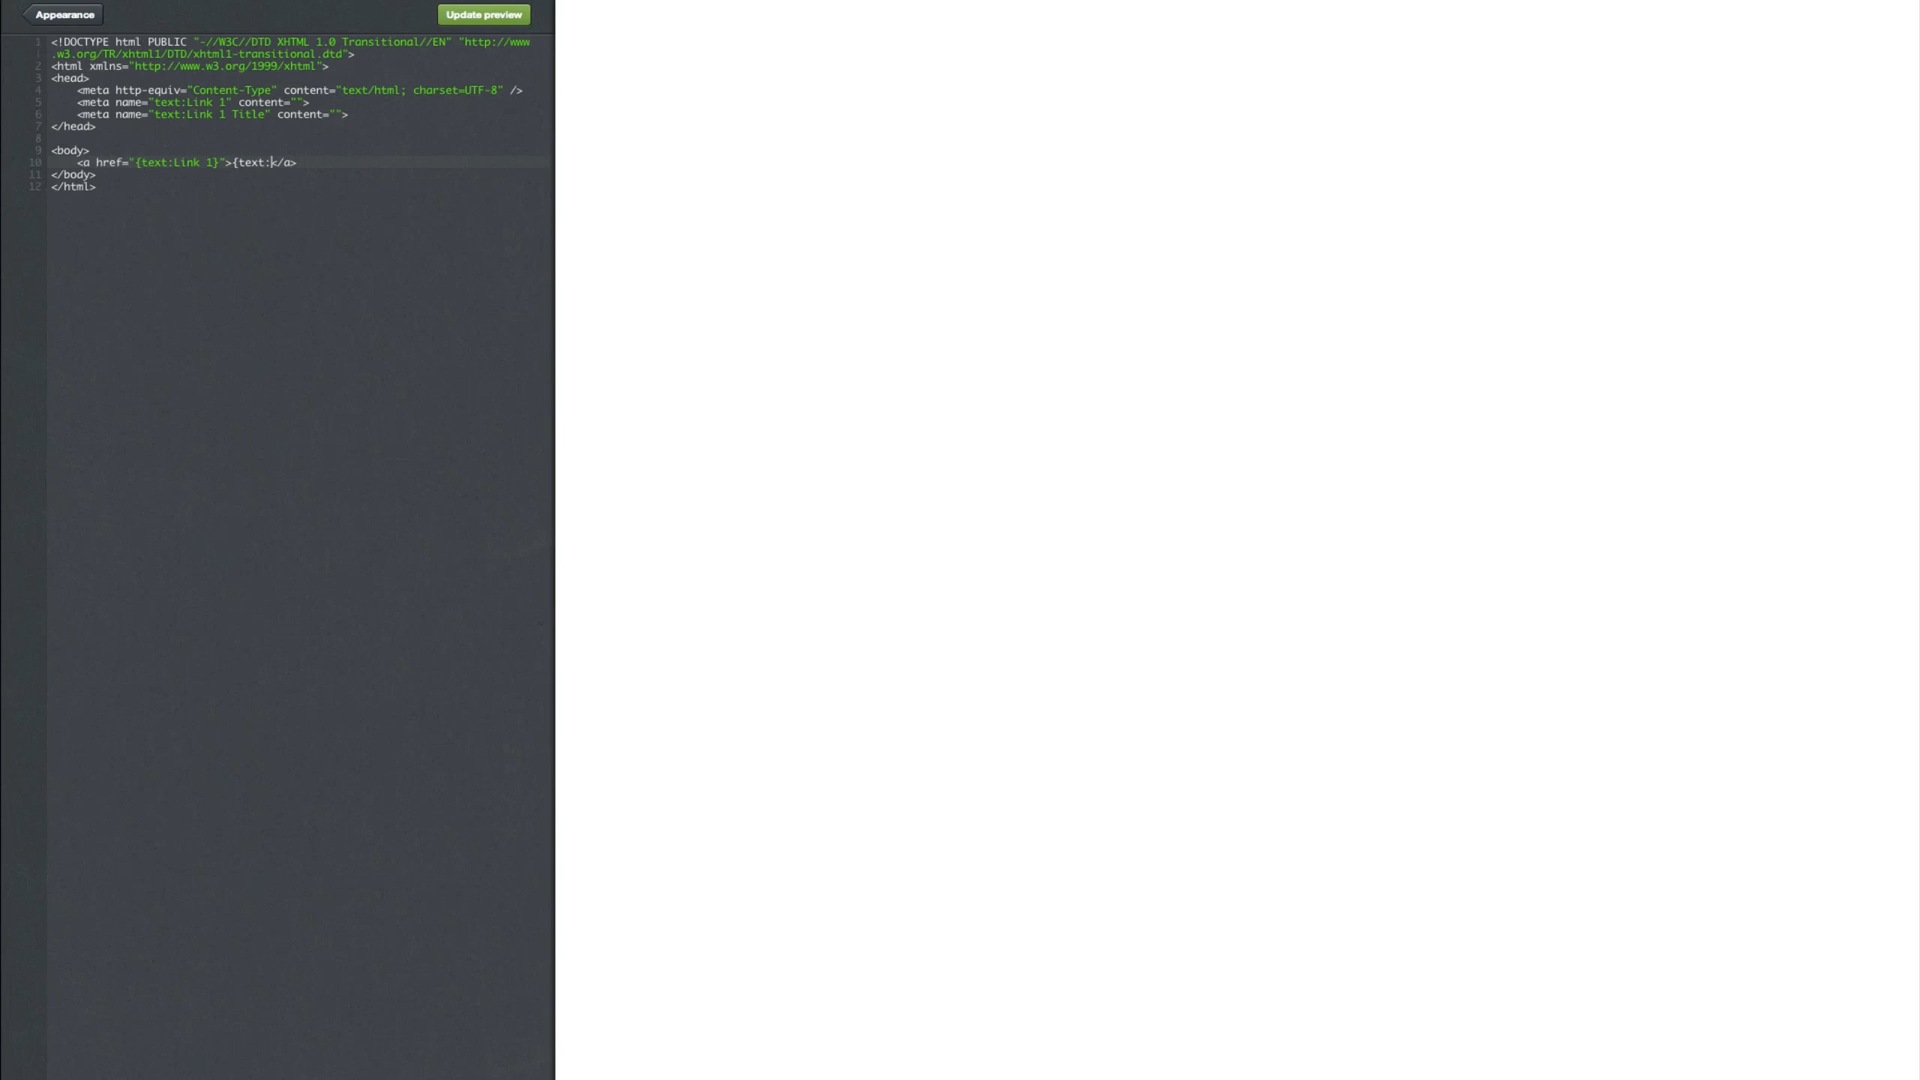 Appearance
Update preview
1 <!DOCTYPE html PUBLIC "-//W3C//DTD XHTML 1.0 Transitional//EN" "http://www
.w3.org/TR/xhtml1/DTD/xhtml1-transitional.dtd">
2 <html xmlns="http://www.w3.org/1999/xhtml">
3 <head>
4 <meta http-equiv="Content-Type" content="text/html; charset=UTF-8" />
5 <meta name="text:Link 1" content="">
6 <meta name="text:Link 1 Title" content="">
7 </head>
8
9 <body>
10 <a href="{text:Link 1}">{text:</a>
11 </body>
12 </html>